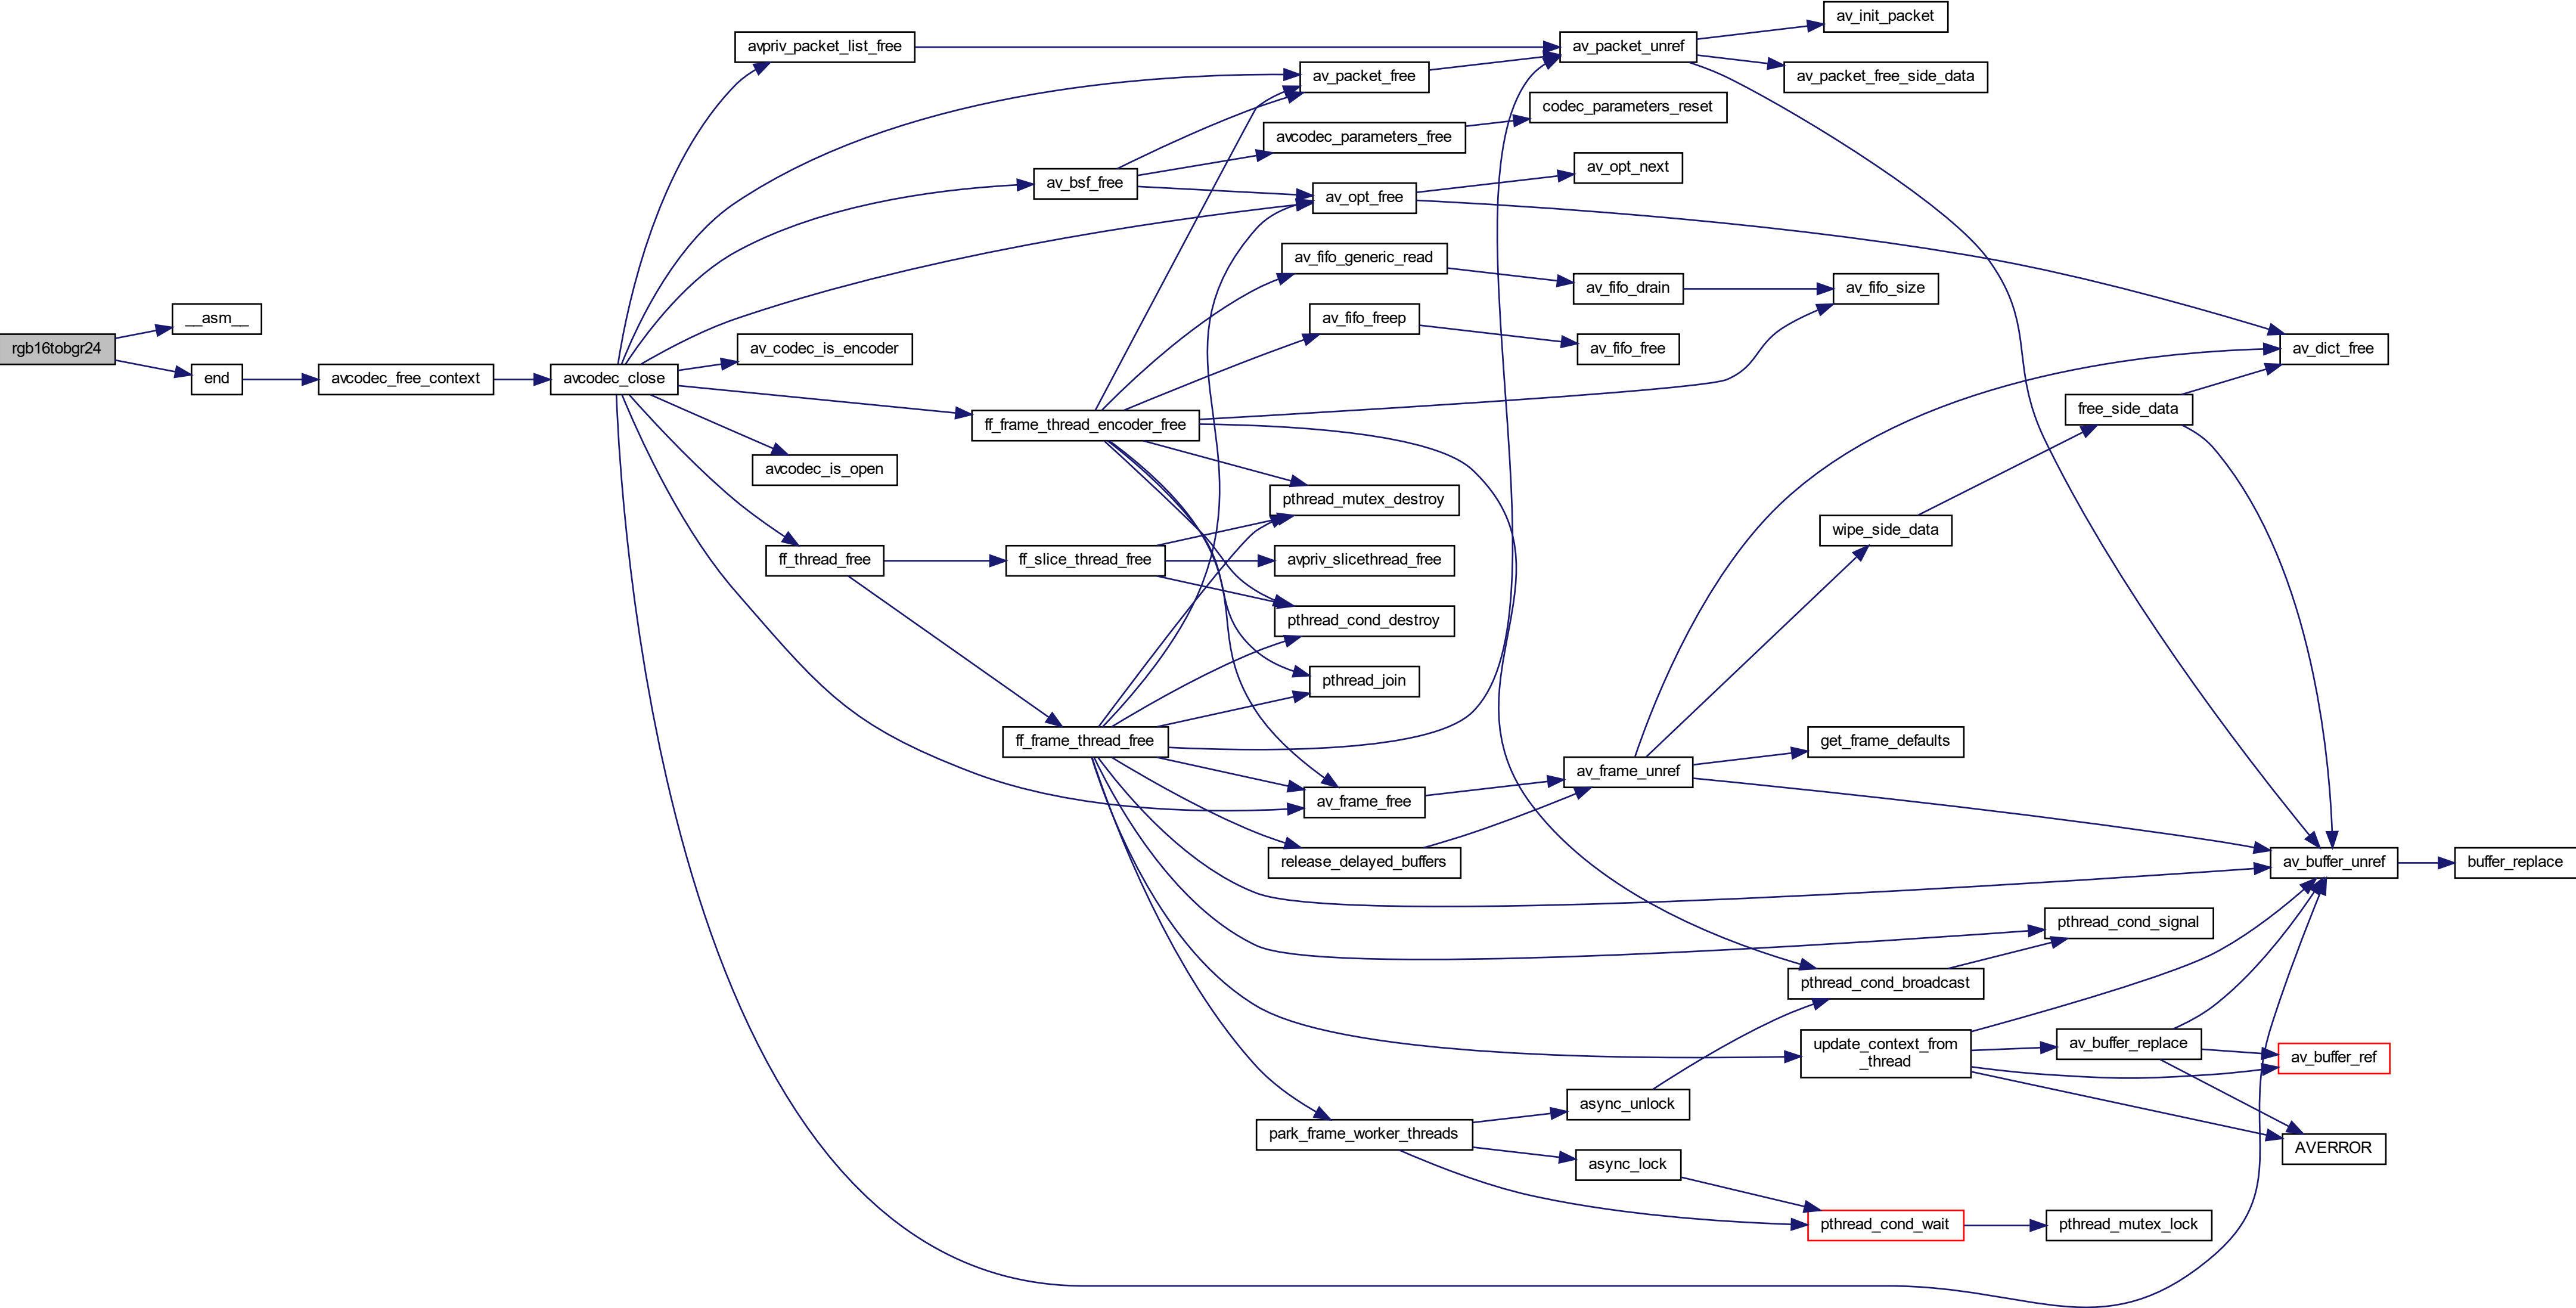 rgb16tobgr24
__asm__
end
avcodec_free_context
avcodec_close
avpriv_packet_list_free
av_bsf_free
av_codec_is_encoder
ff_frame_thread_encoder_free
avcodec_is_open
ff_thread_free
ff_slice_thread_free
ff_frame_thread_free
av_packet_free
avcodec_parameters_free
av_opt_free
av_fifo_generic_read
av_fifo_freep
pthread_mutex_destroy
avpriv_slicethread_free
pthread_cond_destroy
pthread_join
av_frame_free
release_delayed_buffers
park_frame_worker_threads
av_packet_unref
codec_parameters_reset
av_opt_next
av_fifo_drain
av_fifo_free
av_frame_unref
async_unlock
async_lock
av_init_packet
av_packet_free_side_data
av_fifo_size
wipe_side_data
get_frame_defaults
pthread_cond_broadcast
update_context_from
_thread
pthread_cond_wait
free_side_data
pthread_cond_signal
av_buffer_replace
pthread_mutex_lock
av_dict_free
av_buffer_unref
av_buffer_ref
AVERROR
buffer_replace